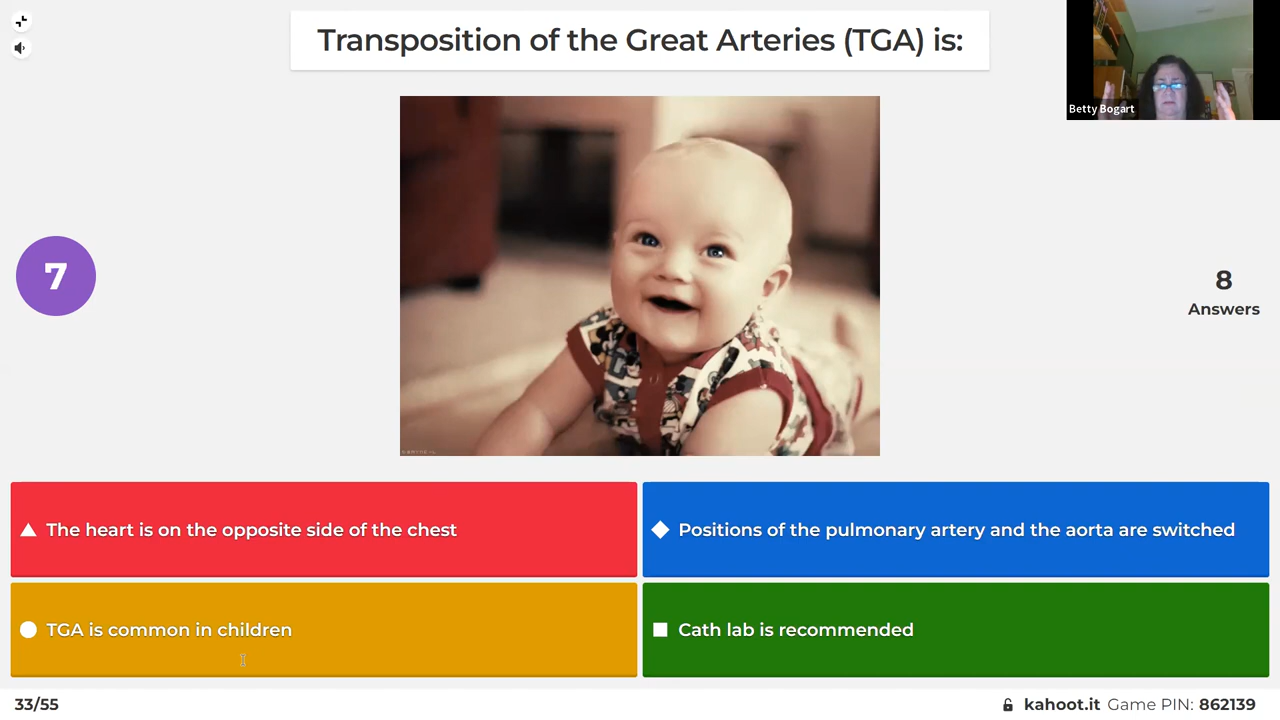 Transposition of the Great Arteries (TGA) is:
Betty Bogart
7
8
Answers
The heart is on the opposite side of the chest
Positions of the pulmonary artery and the aorta are switched
TGA is common in children
Cath lab is recommended
33/55
kahoot.it Game PIN: 862139